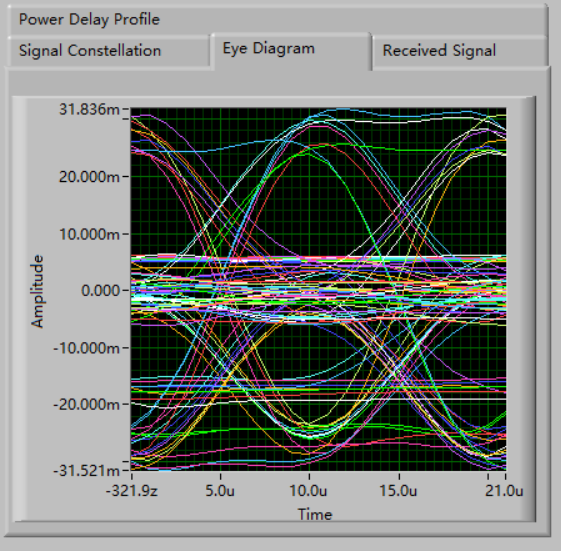 Power Delay Profile
Signal Constellation Eye Diagram Received Signal
31.836m
20.000m
10.000m
0.000
-10.000m
-20.000m
-31.521m
Amplitude
-321.9z 5.0u 10.0u 15.0u 21.0u
Time